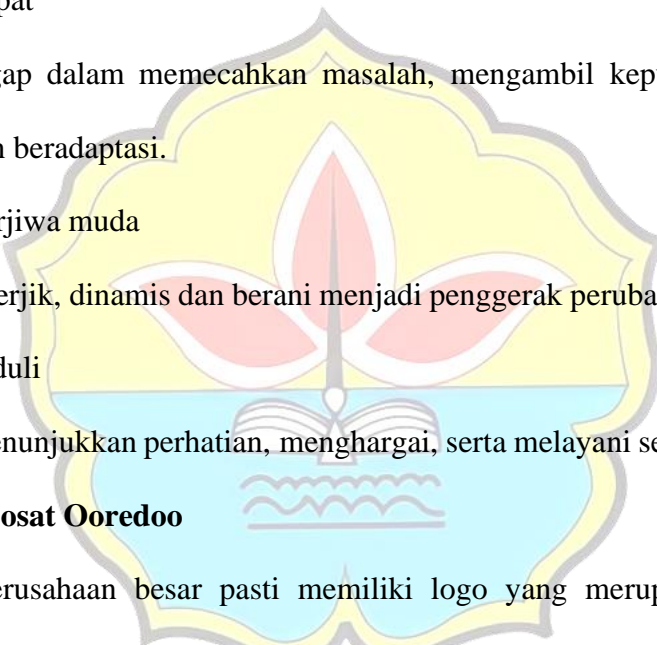 pat
gap dalam memecahkan masalah, mengambil kep
n beradaptasi.
rjiwa muda
erjik, dinamis dan berani menjadi penggerak peruba
duli
enunjukkan perhatian, menghargai, serta melayani se
osat Ooredoo
erusahaan besar pasti memiliki logo yang merup